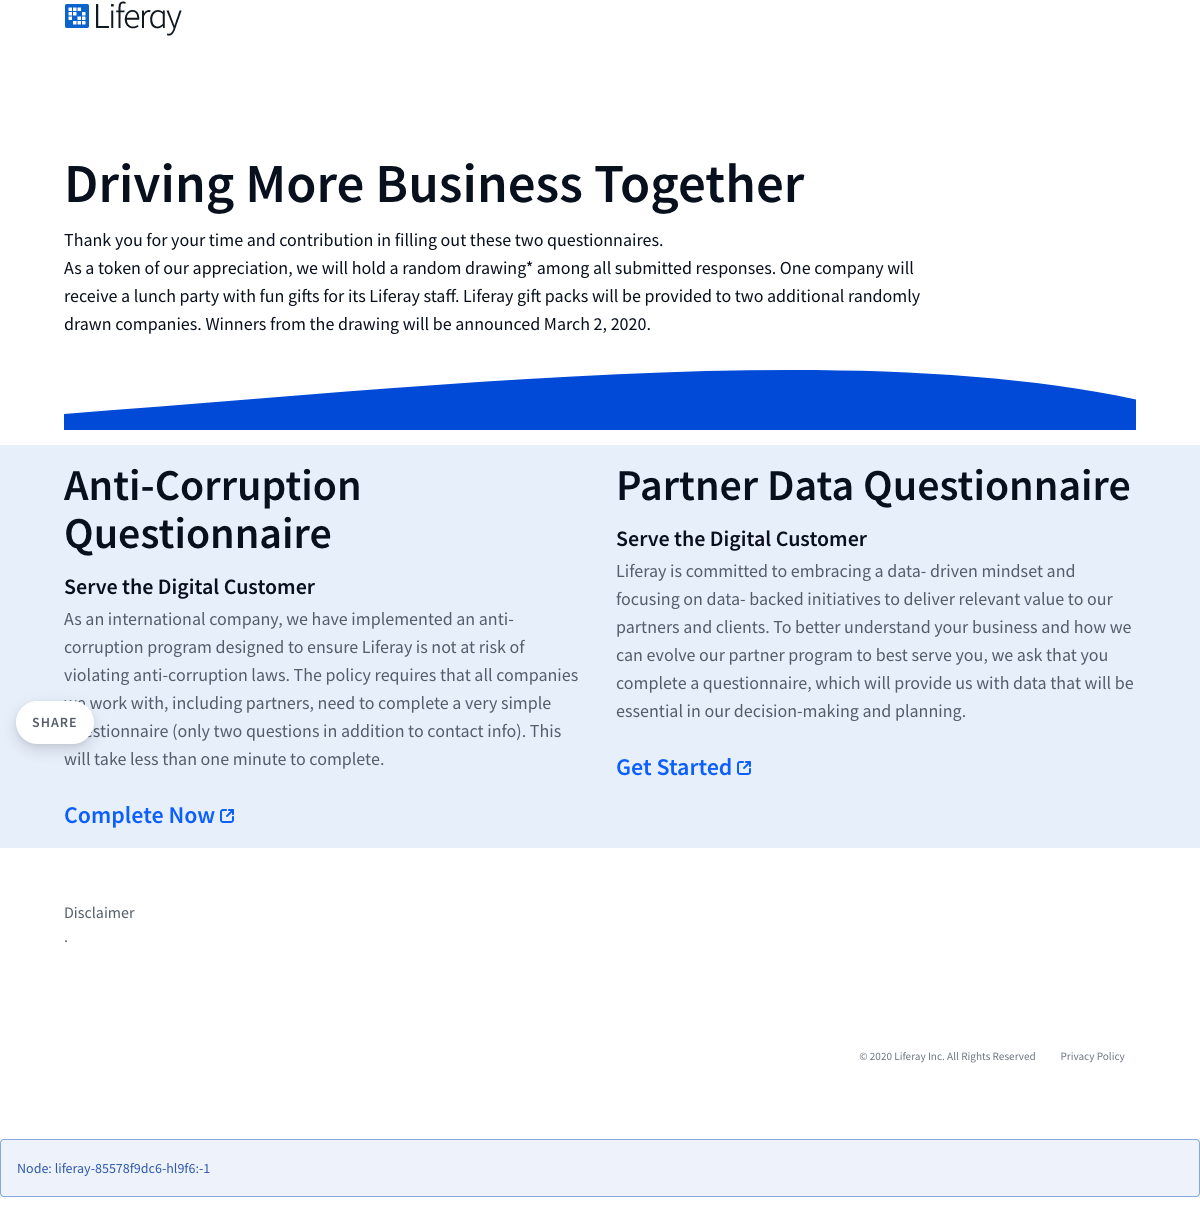 Liferay
Driving More Business Together
Thank you for your time and contribution in filling out these two questionnaires.
As a token of our appreciation, we will hold a random drawing* among all submitted responses. One company will
receive a lunch party with fun gifts for its Liferay staff. Liferay gift packs will be provided to two additional randomly
drawn companies. Winners from the drawing will be announced March 2, 2020.
Anti-Corruption
Questionnaire
Serve the Digital Customer
As an international company, we have implemented an anti-
corruption program designed to ensure Liferay is not at risk of
violating anti-corruption laws. The policy requires that all companies
work with, including partners, need to complete a very simple
SHARE
(only two questions in addition to contact info). This
will take less than one minute to complete.
Complete Now
Partner Data Questionnaire
Serve the Digital Customer
Liferay is committed to embracing a data- driven mindset and
focusing on data- backed initiatives to deliver relevant value to our
partners and clients. To better understand your business and how we
can evolve our partner program to best serve you, we ask that you
complete a questionnaire, which will provide us with data that will be
essential in our decision-making and planning.
Get Started
Disclaimer
.
© 2020 Liferay Inc. All Rights Reserved Privacy Policy
Node: liferay-85578f9dc6-hl9f6:-1